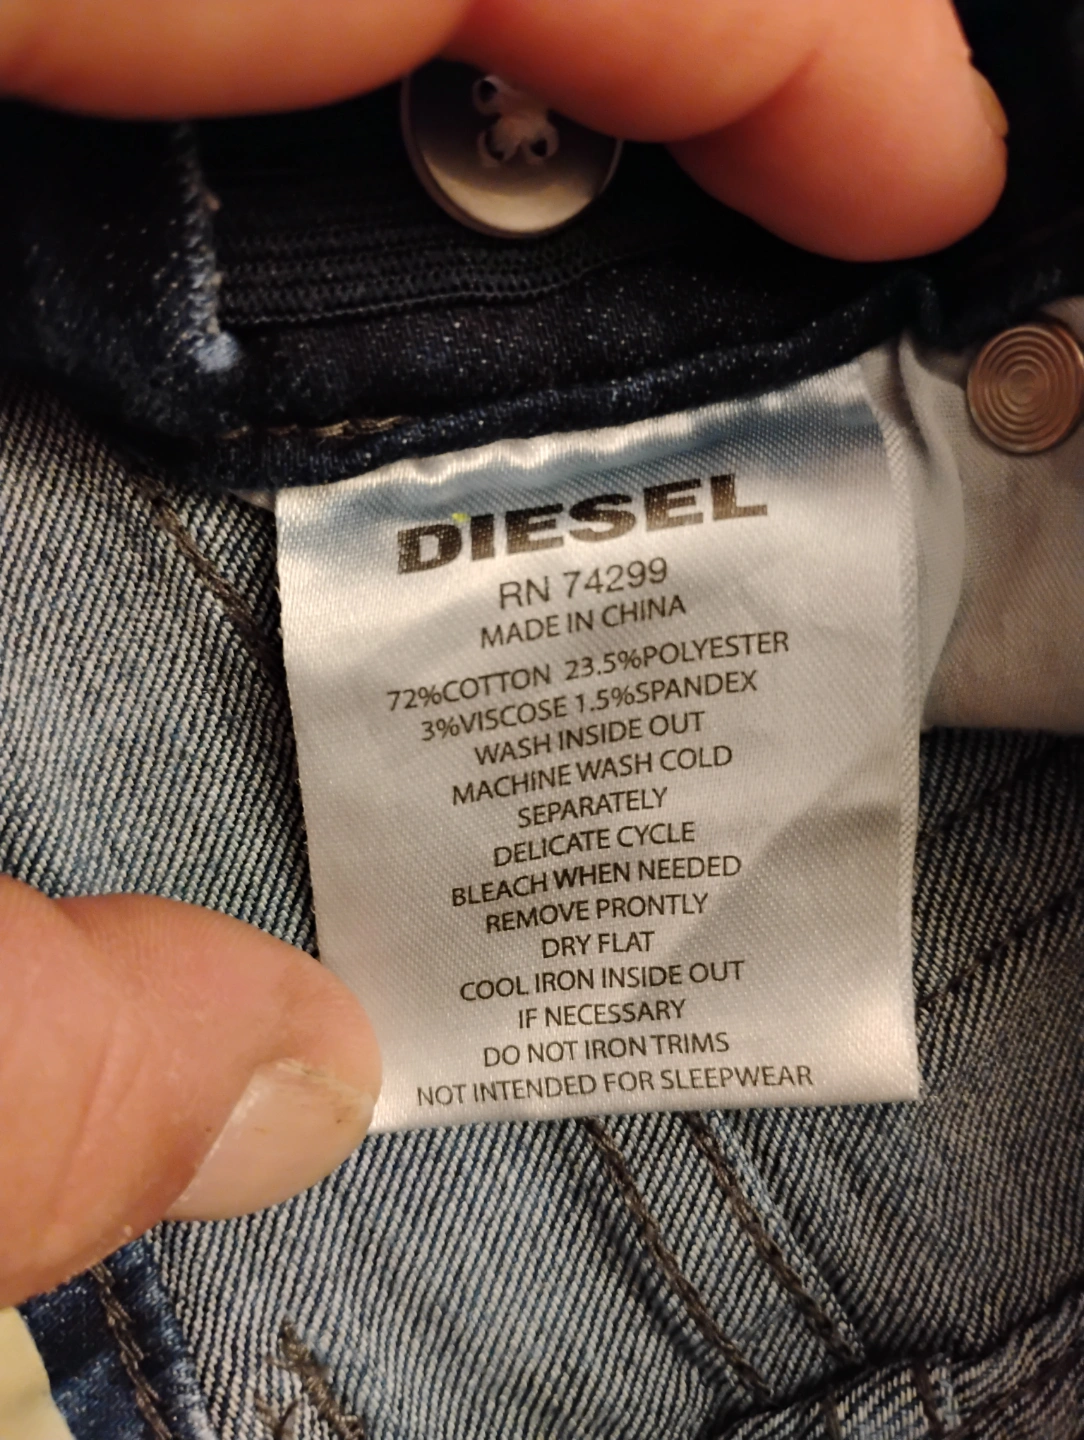 DIESEL
RN 74299
MADE IN CHINA
72%COTTON 23.5%POLYESTER
3%VISCOSE 1.5%SPANDEX
WASH INSIDE OUT
MACHINE WASH COLD
SEPARATELY
DELICATE CYCLE
BLEACH WHEN NEEDED
REMOVE PRONTLY
DRY FLAT
COOL IRON INSIDE OUT
IF NECESSARY
DO NOT IRON TRIMS
NOT INTENDED FOR SLEEPWEAR